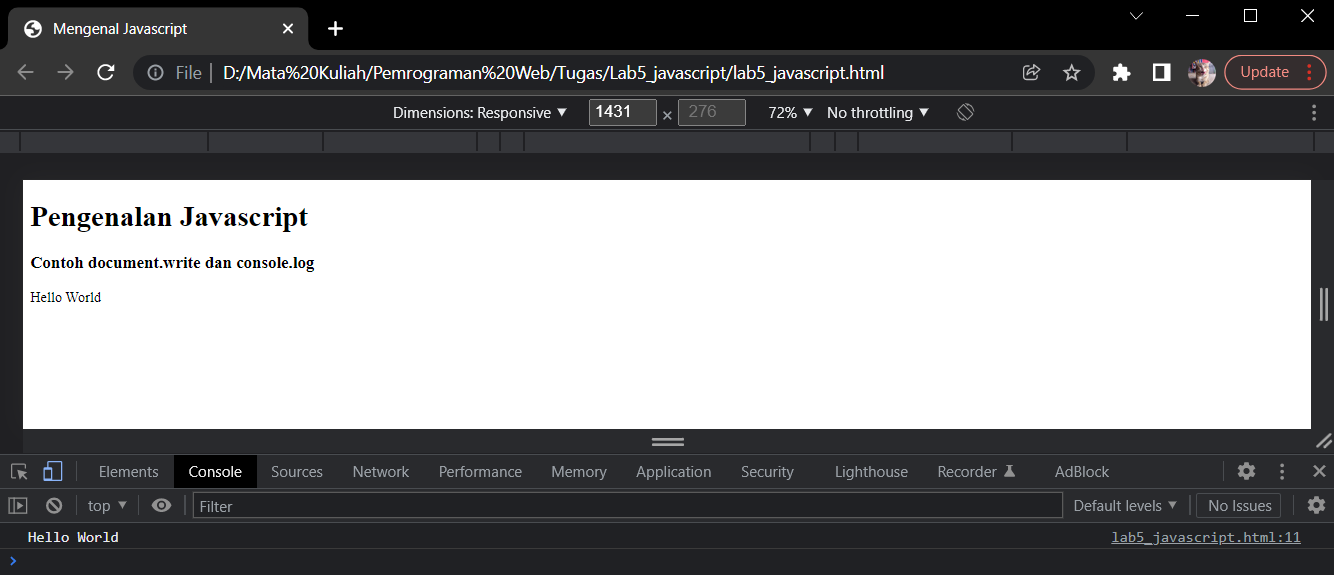 Mengenal Javascript
File D:/Mata%20Kuliah/Pemrograman%20Web/Tugas/Lab5_javascript/lab5_javascript.html Update
Dimensions: Responsive 1431 × 276 72% No throttling
Pengenalan Javascript
Contoh document.write dan console.log
Hello World
Elements Console Sources Network Performance Memory Application Security Lighthouse Recorder AdBlock
top Filter Default levels No Issues
Hello World lab5_javascript.html:11